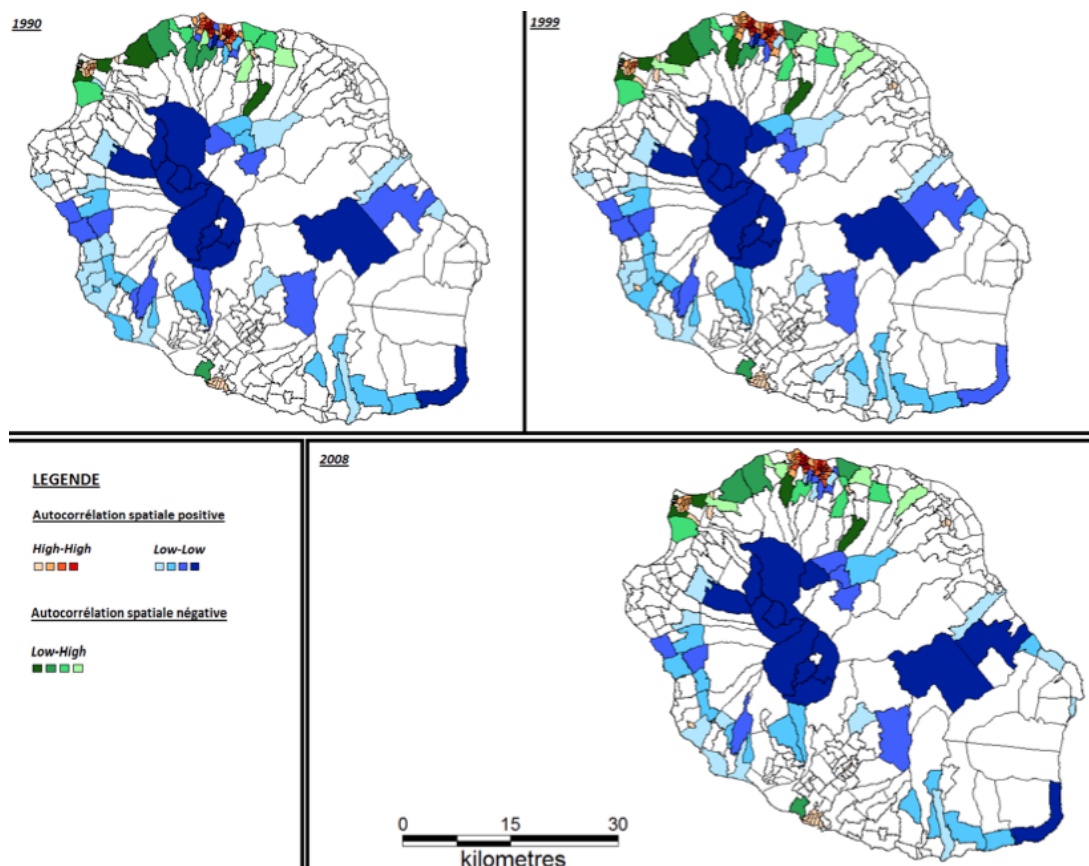 1990
1999
2008
LEGENDE
Autocorrélation spatiale positive
High-High Low-Low
Autocorrélation spatiale négative
Low-High
0 15 30
kilometres